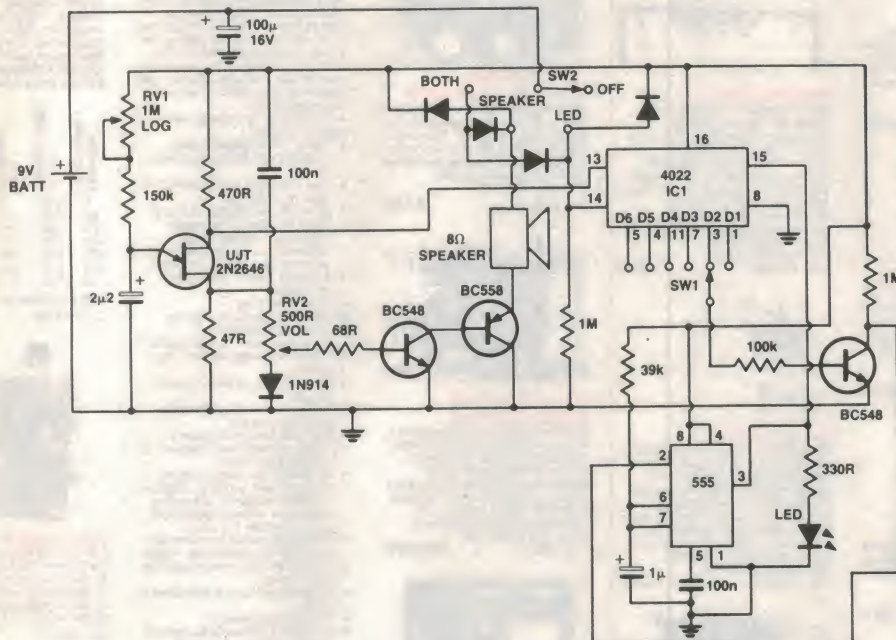 + 100μ
16V
RV1
1M
LOG
9V
BATT
+
150k
470R
100n
BOTH
SPEAKER
SW2
OFF
LED
13
14
16
15
8
4022
IC1
D6 D5 D4 D3 D2 D1
5 4 11 7 3 1
SW1
UJT
2N2646
+
2μ2
47R
RV2
500R
VOL
1N914
68R
BC548
BC558
8Ω
SPEAKER
1M
39k
100k
1M
BC548
8 4
2
6
7
555
3
5 1
330R
LED
+
1μ
100n